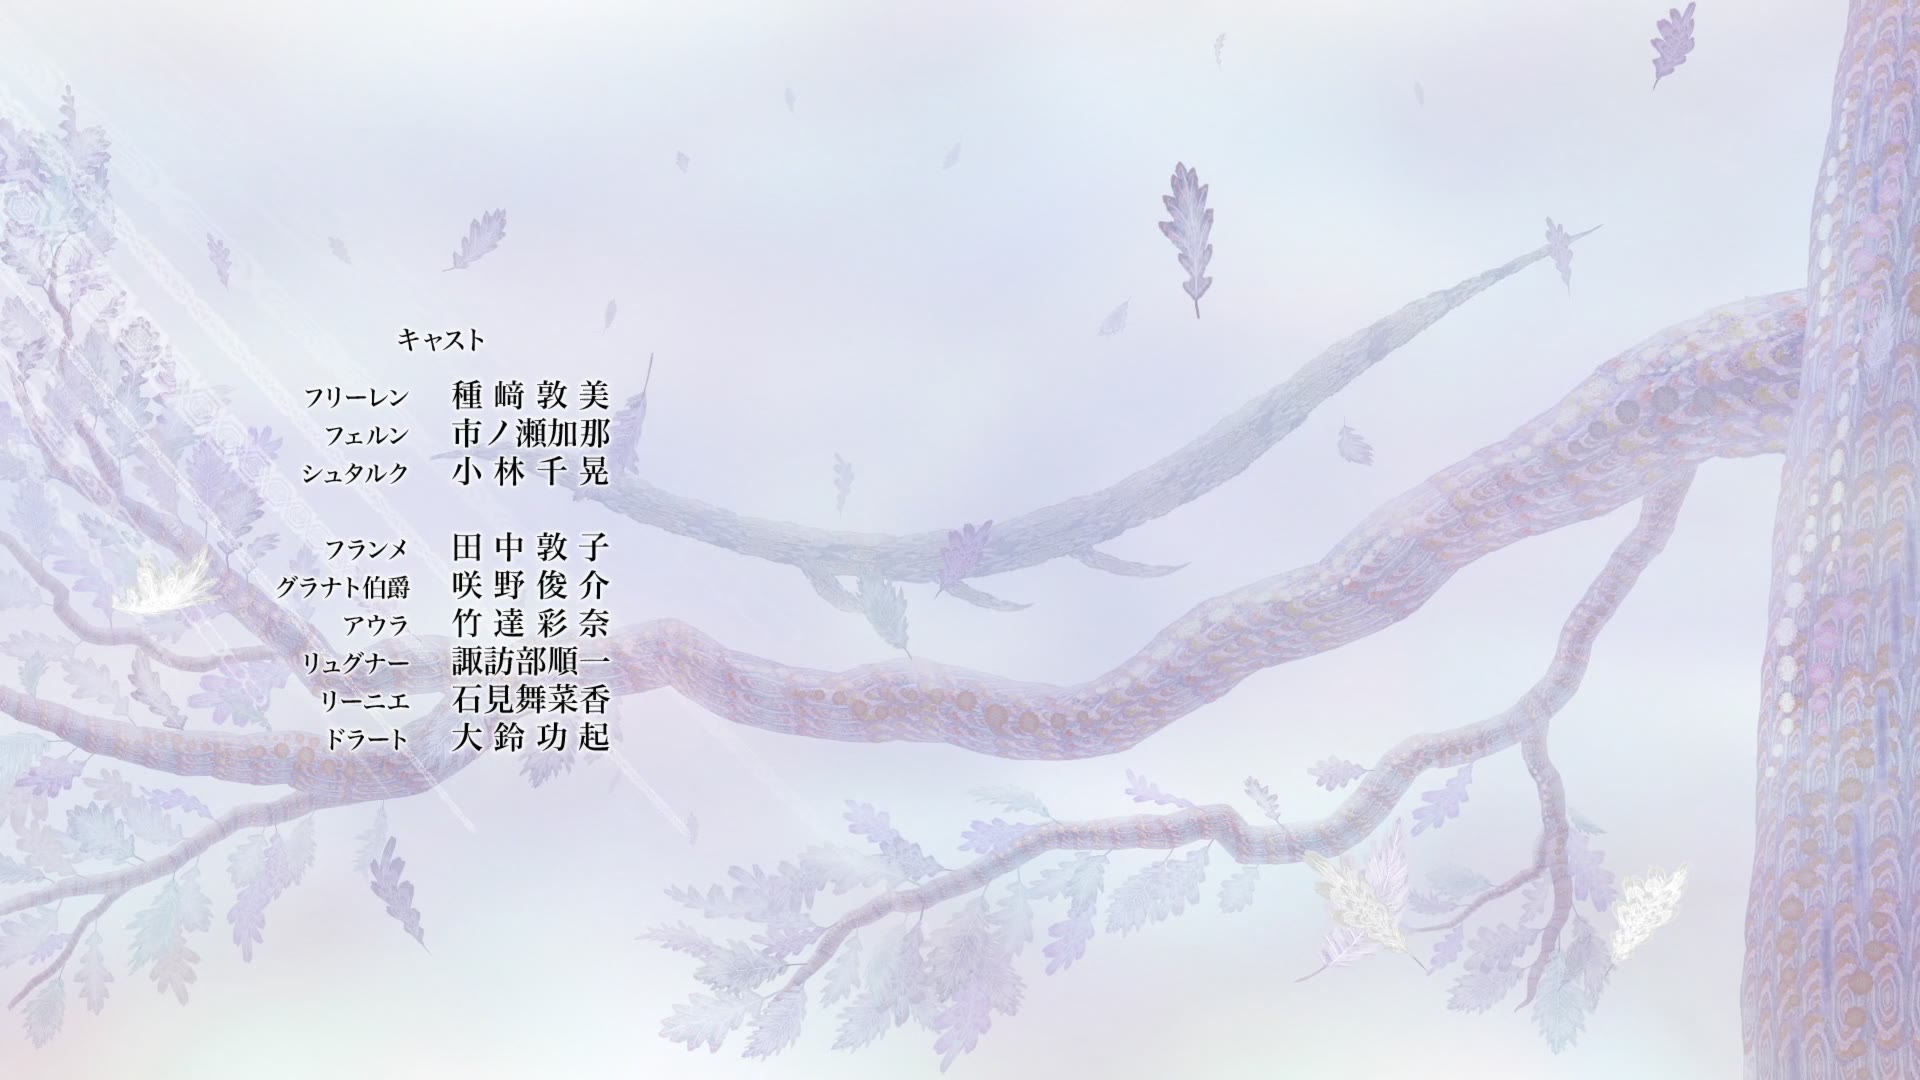 キャスト
フリーレン 種﨑敦美
フェルン 市ノ瀬加那
シュタルク 小林千晃
フランメ 田中敦子
グラナト伯爵 咲野俊介
アウラ 竹達彩奈
リュグナー 諏訪部順一
リーニエ 石見舞菜香
ドラート 大鈴功起